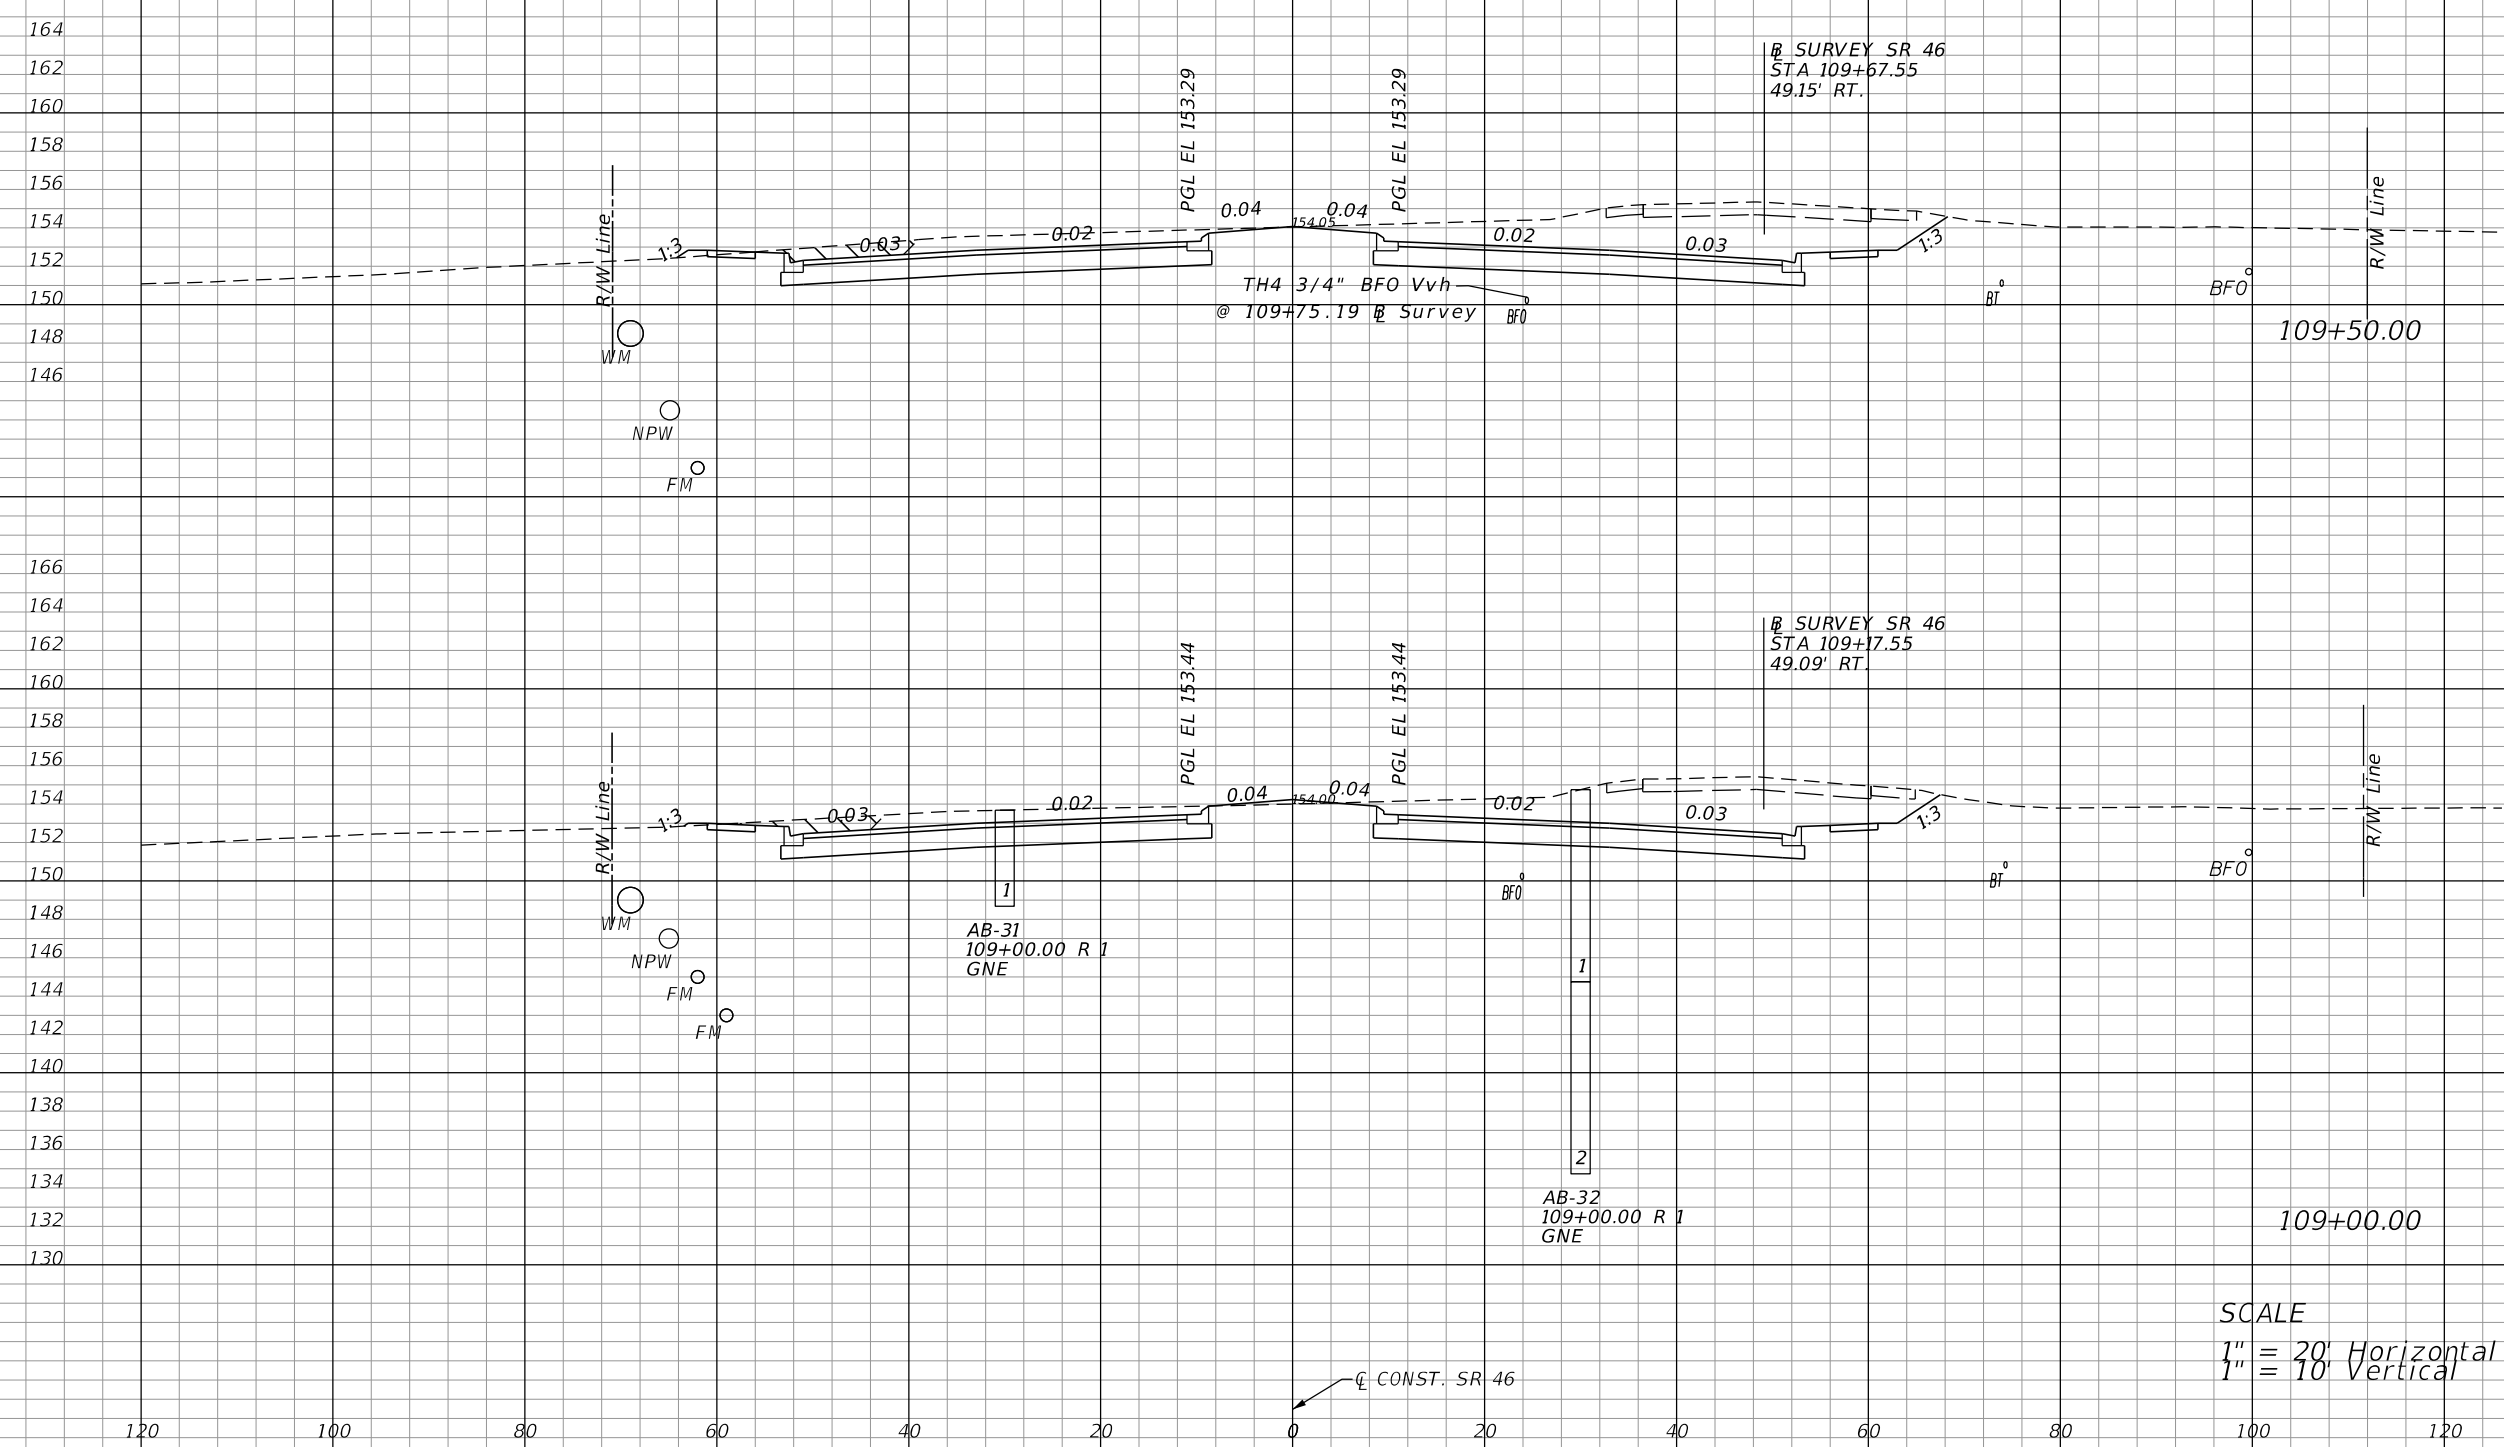 164
162
160
158
156
154
152
150
148
146
B̲L SURVEY SR 46
STA 109+67.55
49.15' RT.
PGL EL 153.29
PGL EL 153.29
R/W Line
R/W Line
1:3
0.03
0.02
0.04
154.05
0.04
0.02
0.03
1:3
TH4 3/4" BFO Vvh
@ 109+75.19 BL Survey
BFO
BT
BFO
109+50.00
WM
NPW
FM
166
164
162
160
158
156
154
152
150
148
146
144
142
140
138
136
134
132
130
BL SURVEY SR 46
STA 109+17.55
49.09' RT.
PGL EL 153.44
PGL EL 153.44
R/W Line
R/W Line
1:3
0.03
0.02
0.04
154.00
0.04
0.02
0.03
1:3
BFO
BT
BFO
WM
NPW
FM
FM
1
AB-31
109+00.00 R 1
GNE
1
2
AB-32
109+00.00 R 1
GNE
109+00.00
SCALE
1" = 20' Horizontal
1" = 10' Vertical
CL CONST. SR 46
120 100 80 60 40 20 0 20 40 60 80 100 120